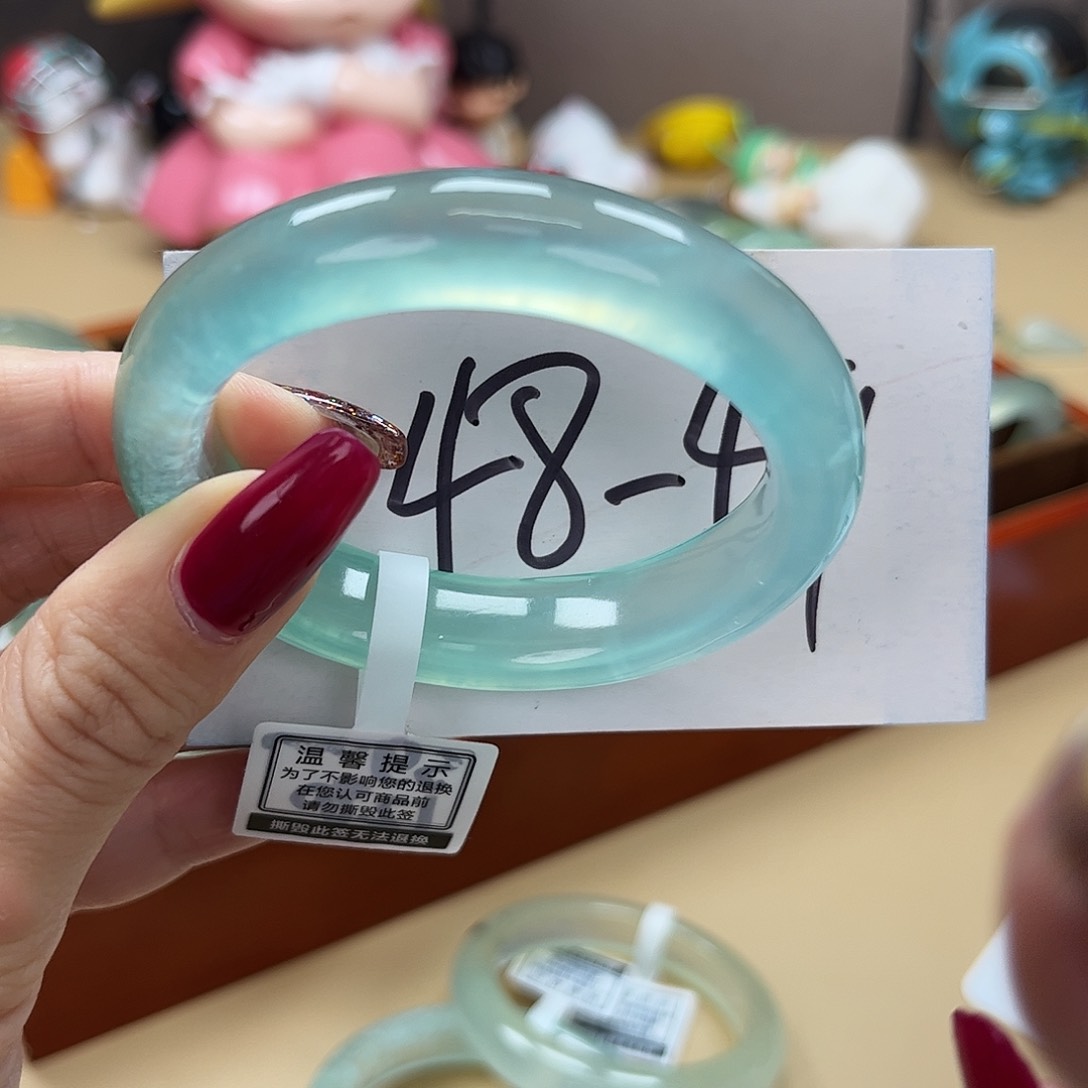 48-4
温馨提示
为了不影响您的退换
在您认可商品前
请勿撕毁此签
撕毁此签无法退换